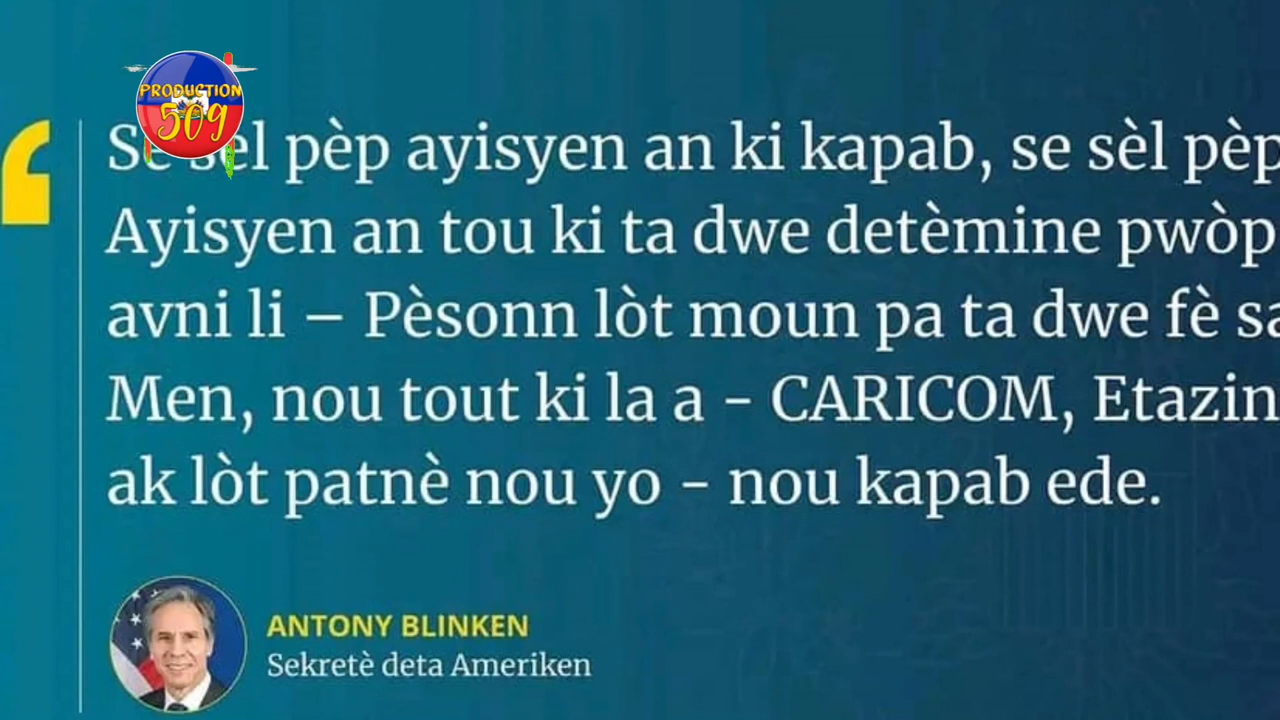 PRODUCTION
509
Se sèl pèp ayisyen an ki kapab, se sèl pèp
Ayisyen an tou ki ta dwe detèmine pwòp
avni li – Pèsonn lòt moun pa ta dwe fè sa
Men, nou tout ki la a - CARICOM, Etazin
ak lòt patnè nou yo - nou kapab ede.
ANTONY BLINKEN
Sekretè deta Ameriken